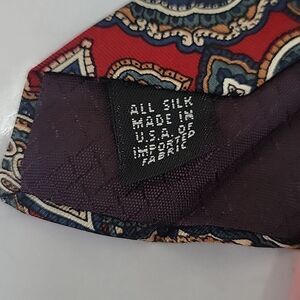 ALL SILK
MADE IN
U.S.A. OF
IMPORTED
FABRIC